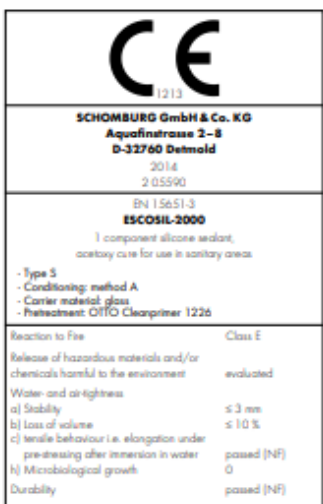 CE
1213
SCHOMBURG GmbH & Co. KG
Aquafinstrasse 2–8
D-32760 Detmold
2014
2 05590
EN 15651-3
ESCOSIL-2000
1 component silicone sealant,
acetoxy cure for use in sanitary areas
- Type S
- Conditioning: method A
- Carrier material: glass
- Pretreatment: OTTO Cleanprimer 1226
Reaction to Fire Class E
Release of hazardous materials and/or
chemicals harmful to the environment evaluated
Water- and air-tightness
a) Stability ≤ 3 mm
b) Loss of volume ≤ 10 %
c) tensile behaviour i.e. elongation under
pre-stressing after immersion in water passed (NF)
h) Microbiological growth 0
Durability passed (NF)